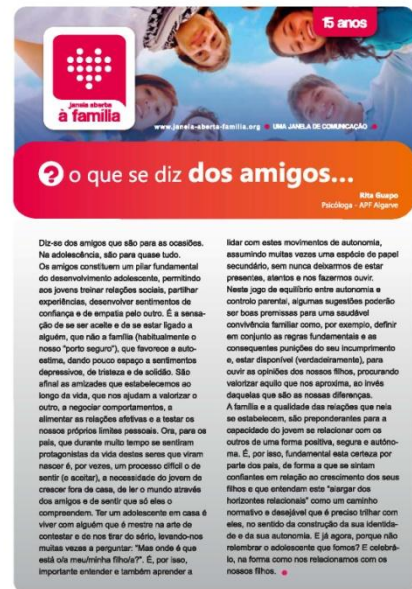 15 anos
janela aberta
à família
www.janela-aberta-familia.org
UMA JANELA DE COMUNICAÇÃO
? o que se diz dos amigos...
Rita Guapo
Psicóloga - APF Algarve
Diz-se dos amigos que são para as ocasiões.
Na adolescência, são para quase tudo.
Os amigos constituem um pilar fundamental
do desenvolvimento adolescente, permitindo
aos jovens treinar relações sociais, partilhar
experiências, desenvolver sentimentos de
confiança e de empatia pelo outro. É a sensa-
ção de se ser aceite e de se estar ligado a
alguém, que não a família (habitualmente o
nosso "porto seguro"), que favorece a auto-
estima, dando pouco espaço a sentimentos
depressivos, de tristeza e de solidão. São
afinal as amizades que estabelecemos ao
longo da vida, que nos ajudam a valorizar o
outro, a negociar comportamentos, a
alimentar as relações afetivas e a testar os
nossos próprios limites pessoais. Ora, para os
pais, que durante muito tempo se sentiram
protagonistas da vida destes seres que viram
nascer é, por vezes, um processo difícil o de
sentir (e aceitar), a necessidade do jovem de
crescer fora de casa, de ler o mundo através
dos amigos e de sentir que só eles o
compreendem. Ter um adolescente em casa é
viver com alguém que é mestre na arte de
contestar e de nos tirar do sério, levando-nos
muitas vezes a perguntar: "Mas onde é que
está o/a meu/minha filho/a?". É, por isso,
importante entender e também aprender a
lidar com estes movimentos de autonomia,
assumindo muitas vezes uma espécie de papel
secundário, sem nunca deixarmos de estar
presentes, atentos e nos fazermos ouvir.
Neste jogo de equilíbrio entre autonomia e
controlo parental, algumas sugestões poderão
ser boas premissas para uma saudável
convivência familiar como, por exemplo, definir
em conjunto as regras fundamentais e as
consequentes punições do seu incumprimento
e, estar disponível (verdadeiramente), para
ouvir as opiniões dos nossos filhos, procurando
valorizar aquilo que nos aproxima, ao invés
daquelas que são as nossas diferenças.
A família e a qualidade das relações que nela
se estabelecem, são preponderantes para a
capacidade do jovem se relacionar com os
outros de uma forma positiva, segura e autóno-
ma. É, por isso, fundamental esta certeza por
parte dos pais, de forma a que se sintam
confiantes em relação ao crescimento dos seus
filhos e que entendam este "alargar dos
horizontes relacionais" como um caminho
normativo e desejável que é preciso trilhar com
eles, no sentido da construção da sua identida-
de e da sua autonomia. E já agora, porque não
relembrar o adolescente que fomos? E celebrá-
lo, na forma como nos relacionamos com os
nossos filhos.